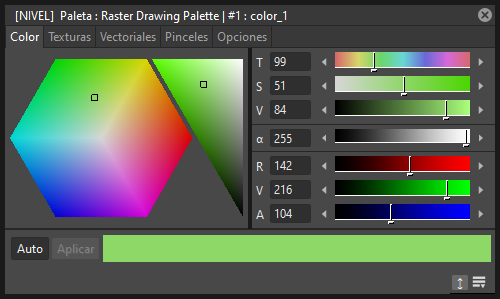 [NIVEL] Paleta : Raster Drawing Palette | #1 : color_1
Color Texturas Vectoriales Pinceles Opciones
T 99
S 51
V 84
α 255
R 142
V 216
A 104
Auto Aplicar